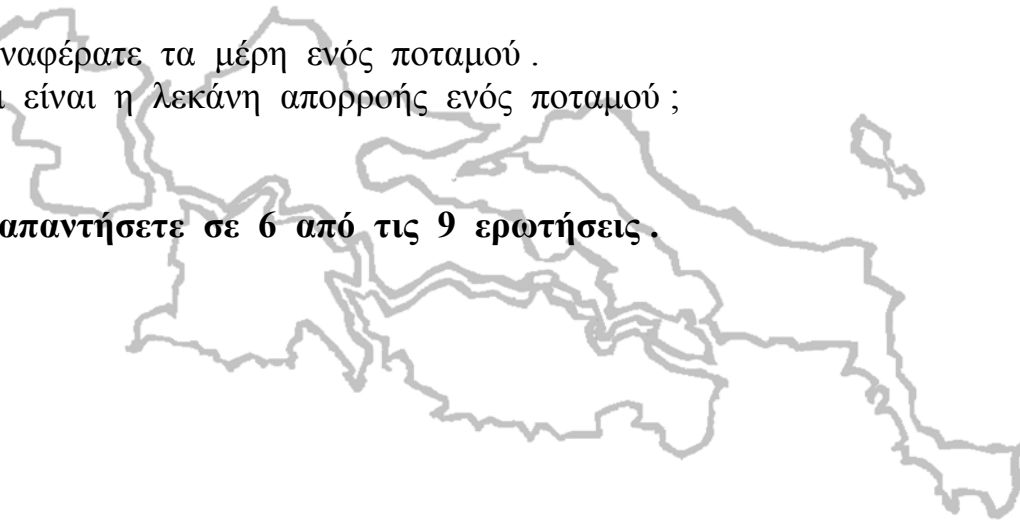 ναφέρατε τα μέρη ενός ποταμού .
ι είναι η λεκάνη απορροής ενός ποταμού ;
απαντήσετε σε 6 από τις 9 ερωτήσεις .